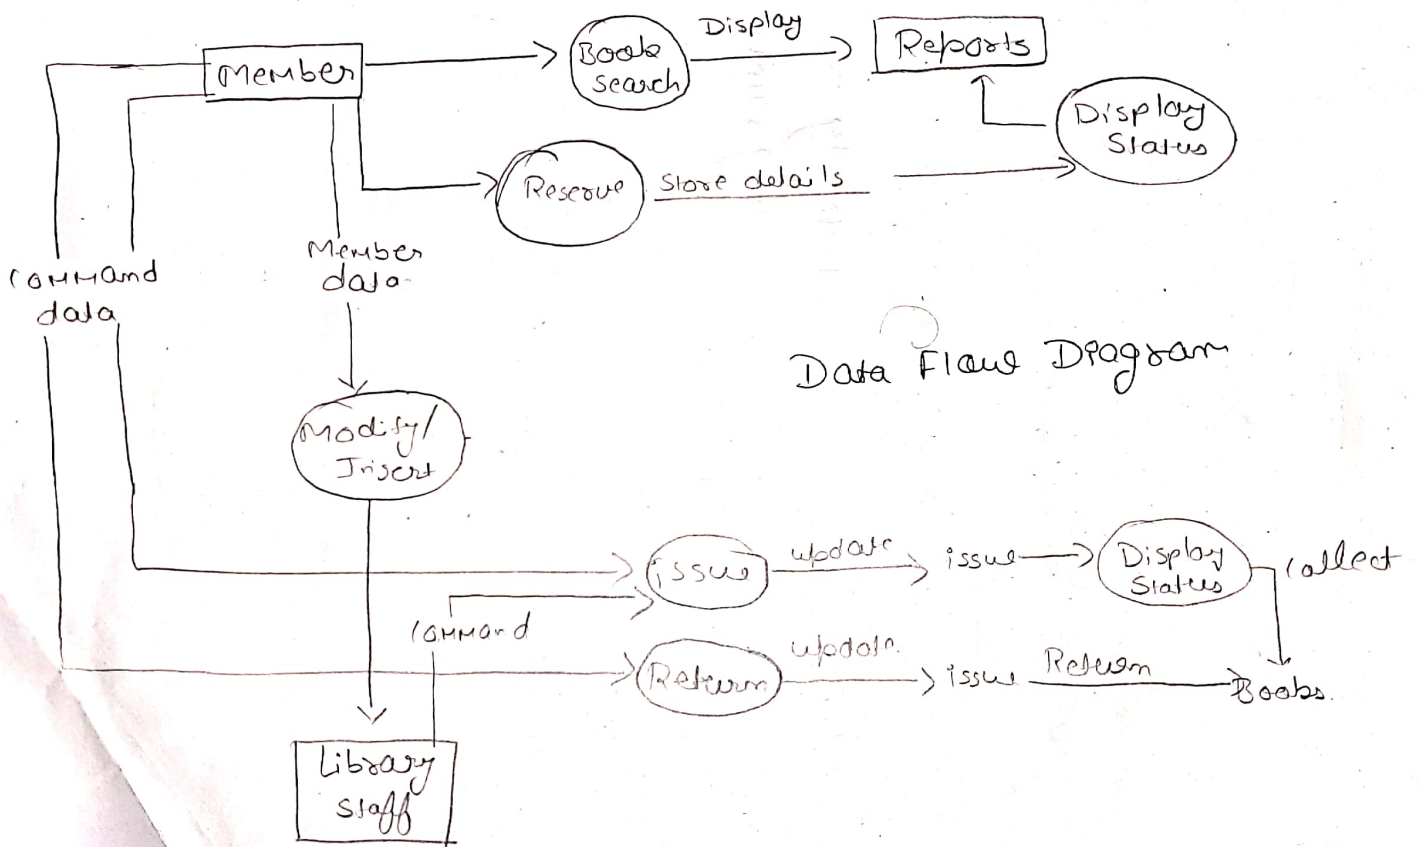 Display
Member
Book
search
Reports
Display
Status
Reserve
Store details
Member
data
Command
data
Data Flow Diagram
Modify/
Insert
issue
update
issue
Display
Status
Collect
Command
Return
update
issue
Return
Books.
Library
Staff